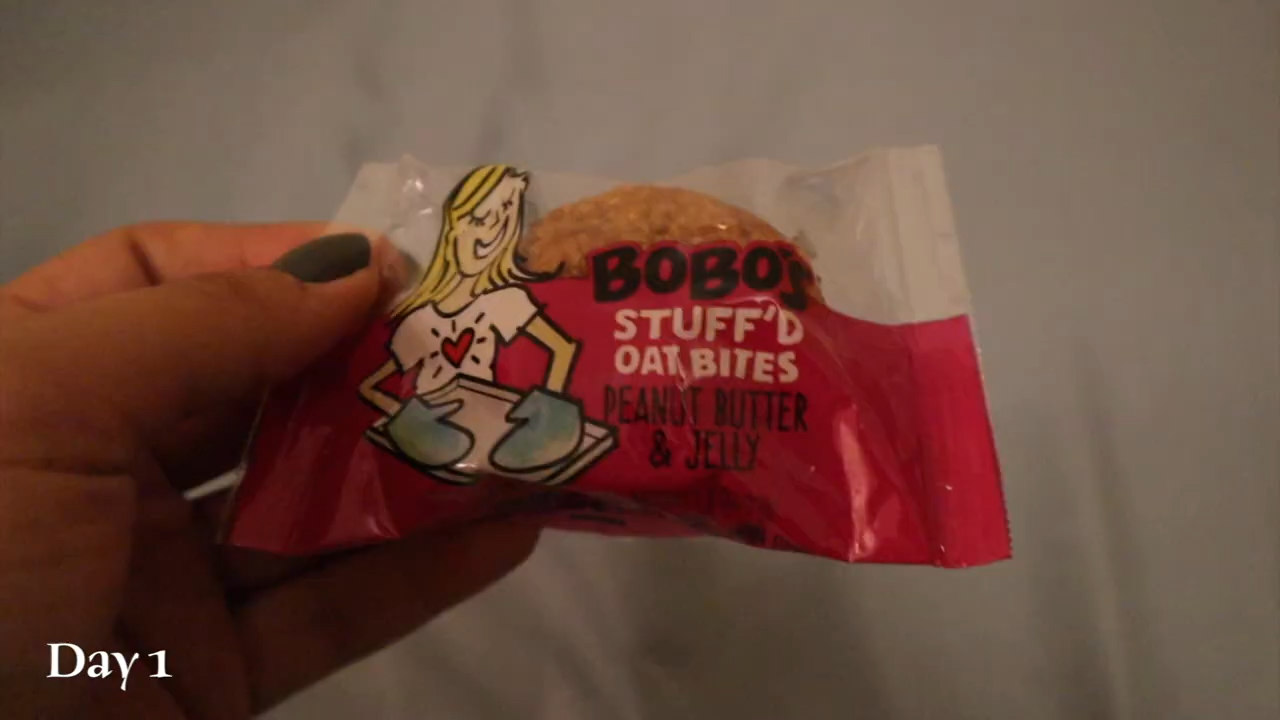 BOBO'S
STUFF'D
OAT BITES
PEANUT BUTTER
& JELLY
Day 1